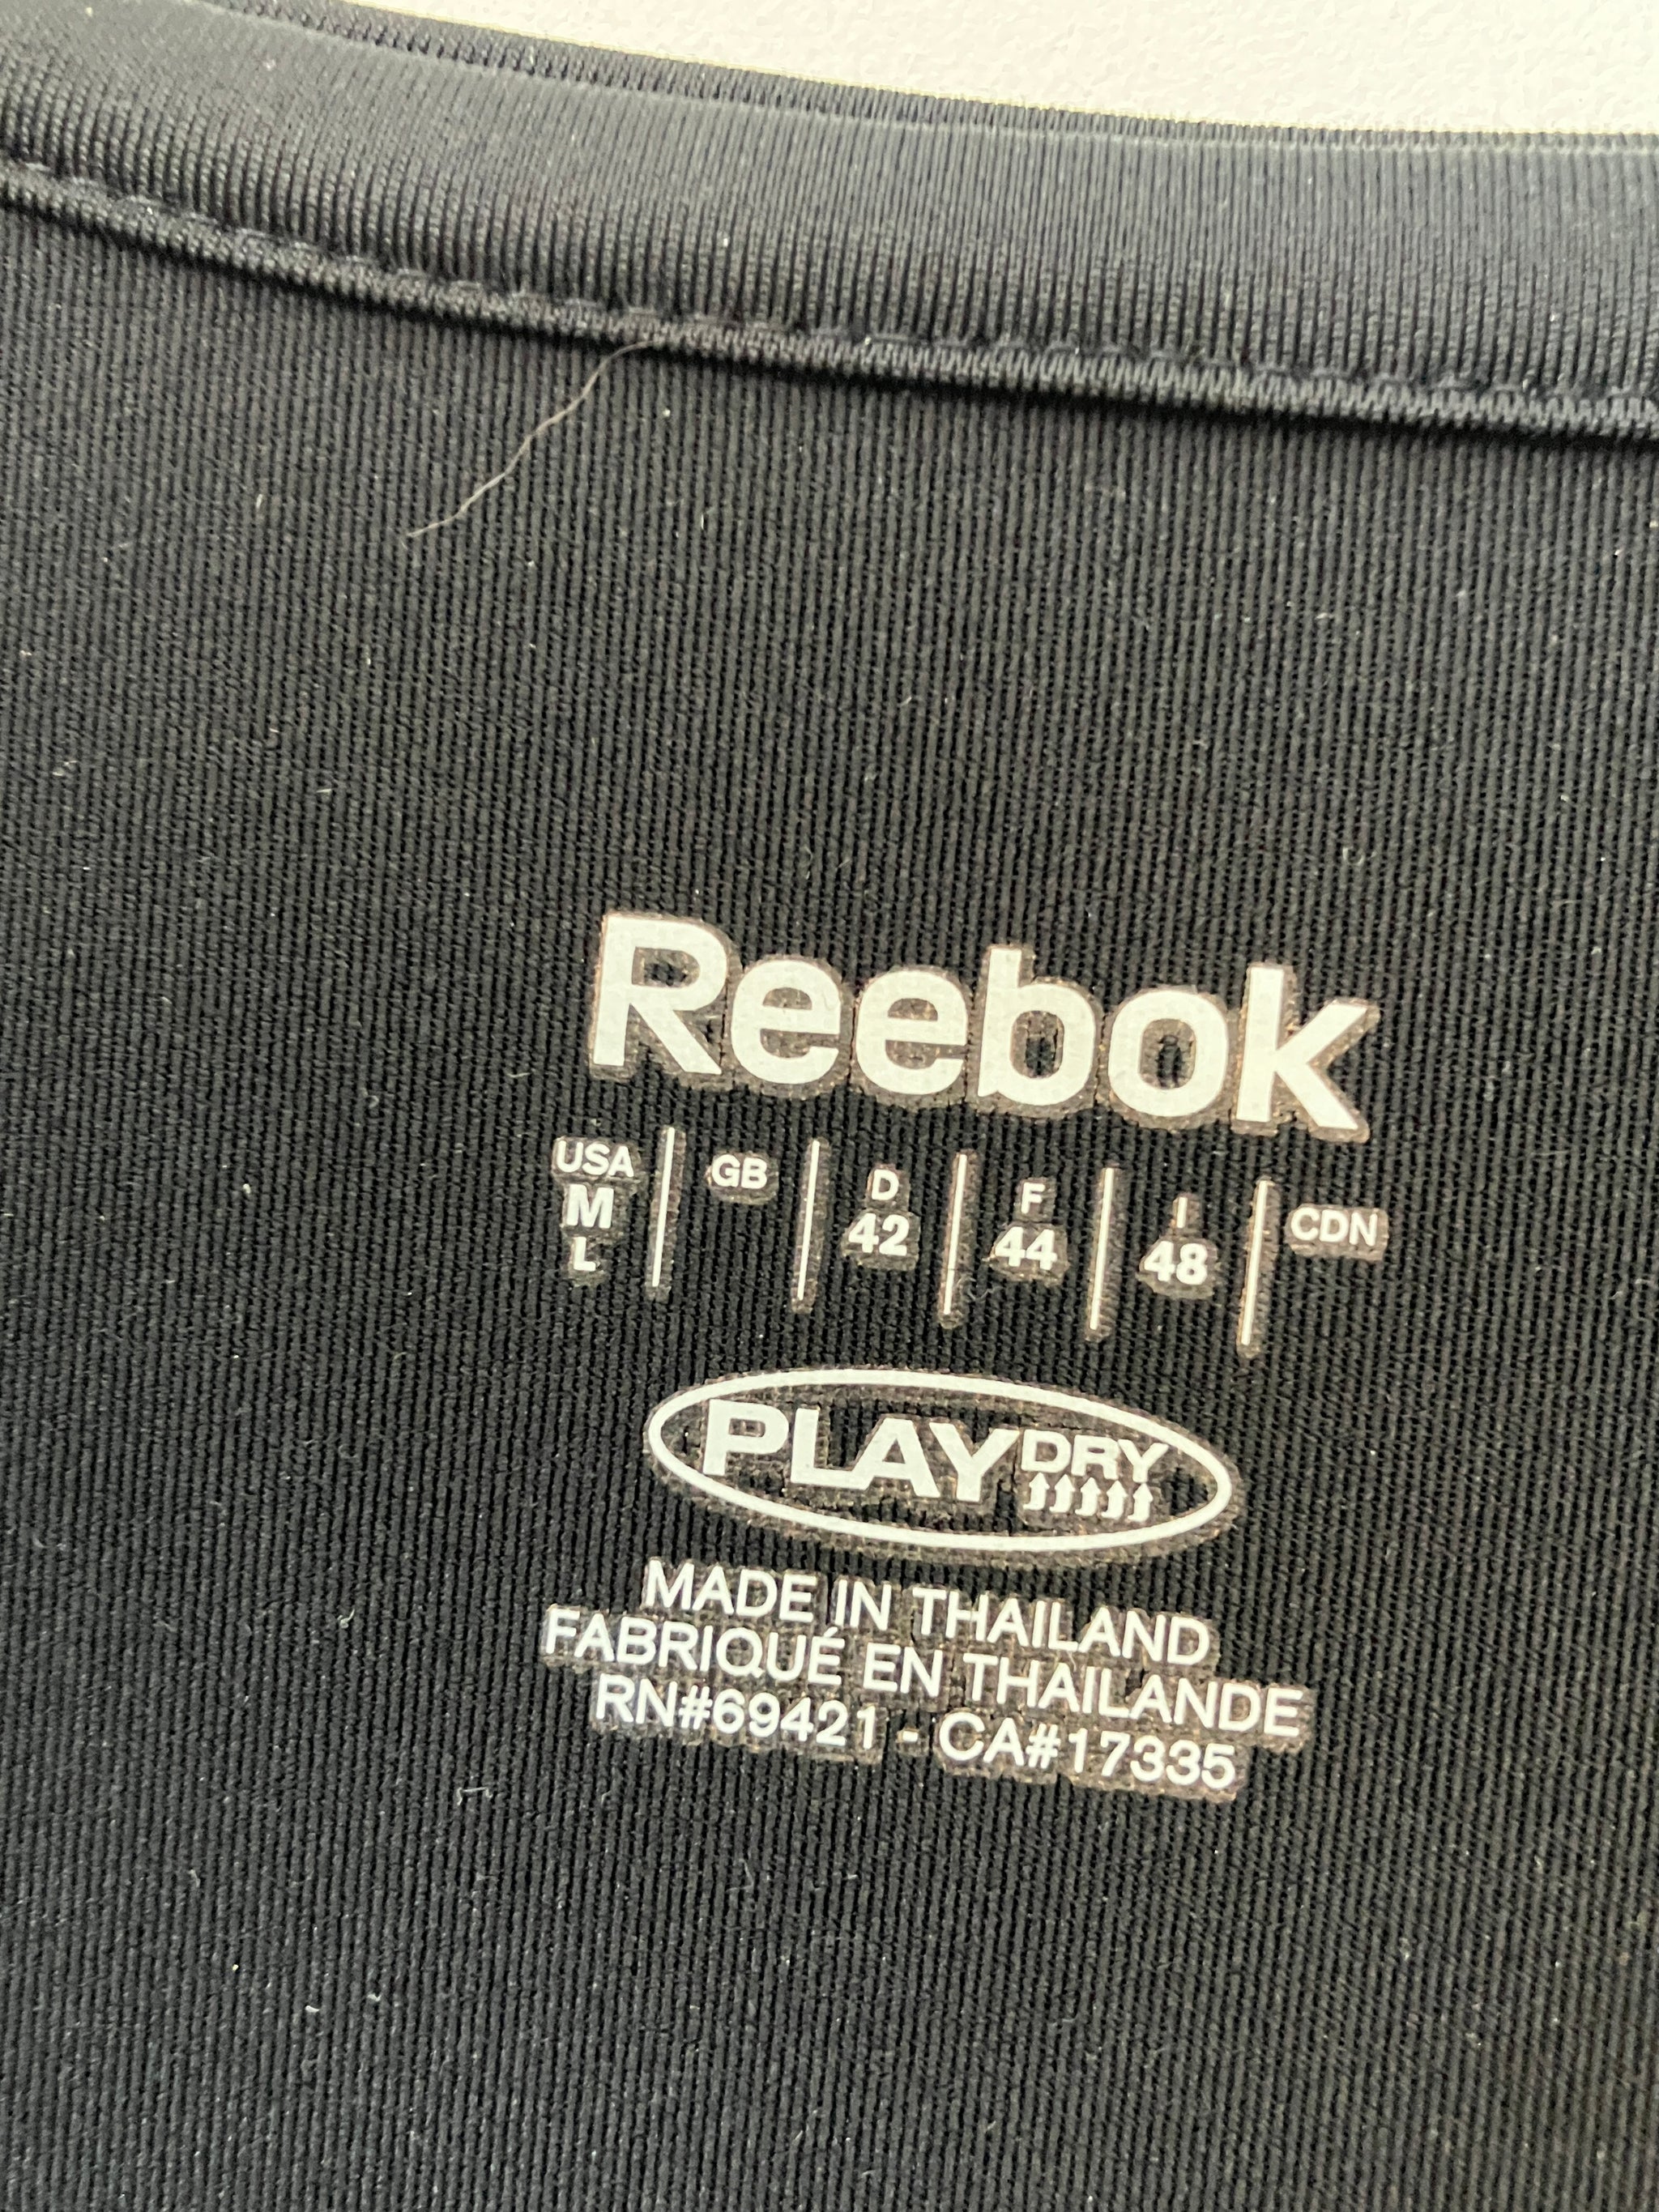 Reebok
USA GB D F I CDN
M 42 44 48
L
PLAY DRY
MADE IN THAILAND
FABRIQUÉ EN THAILANDE
RN#69421 - CA#17335